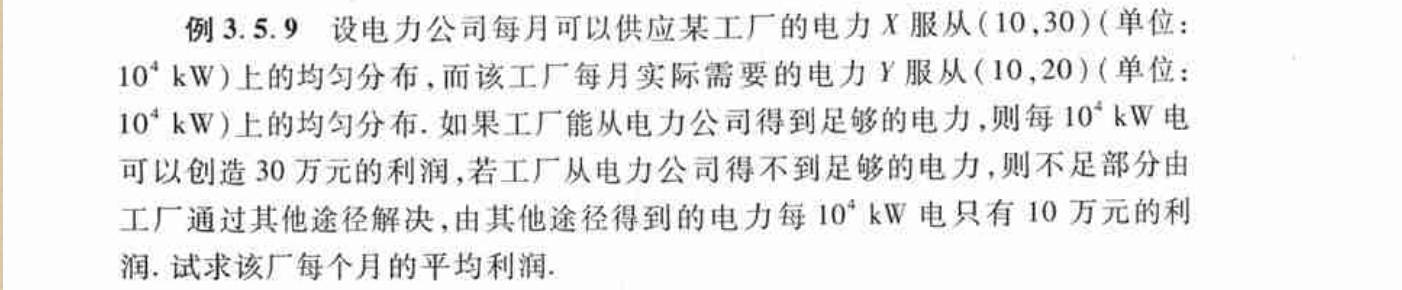 例 3.5.9 设电力公司每月可以供应某工厂的电力 X 服从(10,30)(单位:
10⁴ kW)上的均匀分布,而该工厂每月实际需要的电力 Y 服从(10,20)(单位:
10⁴ kW)上的均匀分布.如果工厂能从电力公司得到足够的电力,则每 10⁴ kW 电
可以创造 30 万元的利润,若工厂从电力公司得不到足够的电力,则不足部分由
工厂通过其他途径解决,由其他途径得到的电力每 10⁴ kW 电只有 10 万元的利
润.试求该厂每个月的平均利润.